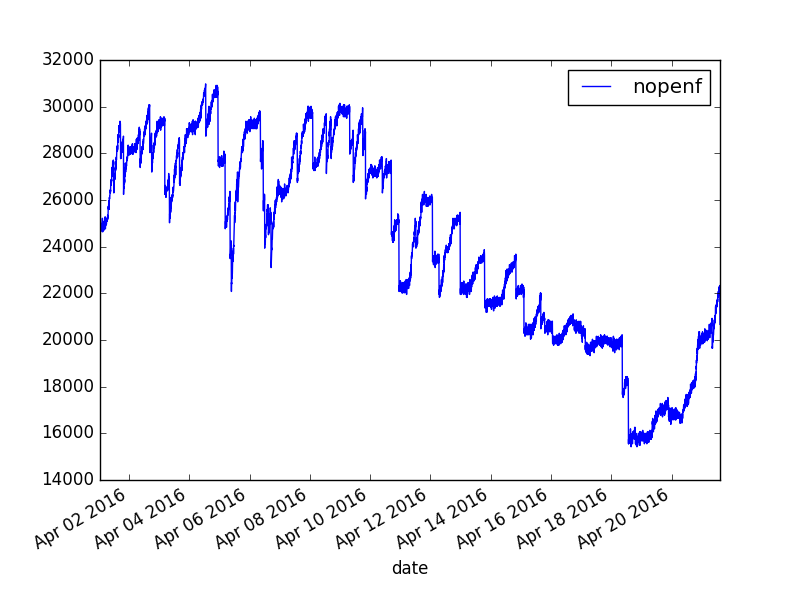 32000
30000
28000
26000
24000
22000
20000
18000
16000
14000
nopenf
Apr 02 2016
Apr 04 2016
Apr 06 2016
Apr 08 2016
Apr 10 2016
Apr 12 2016
Apr 14 2016
Apr 16 2016
Apr 18 2016
Apr 20 2016
date